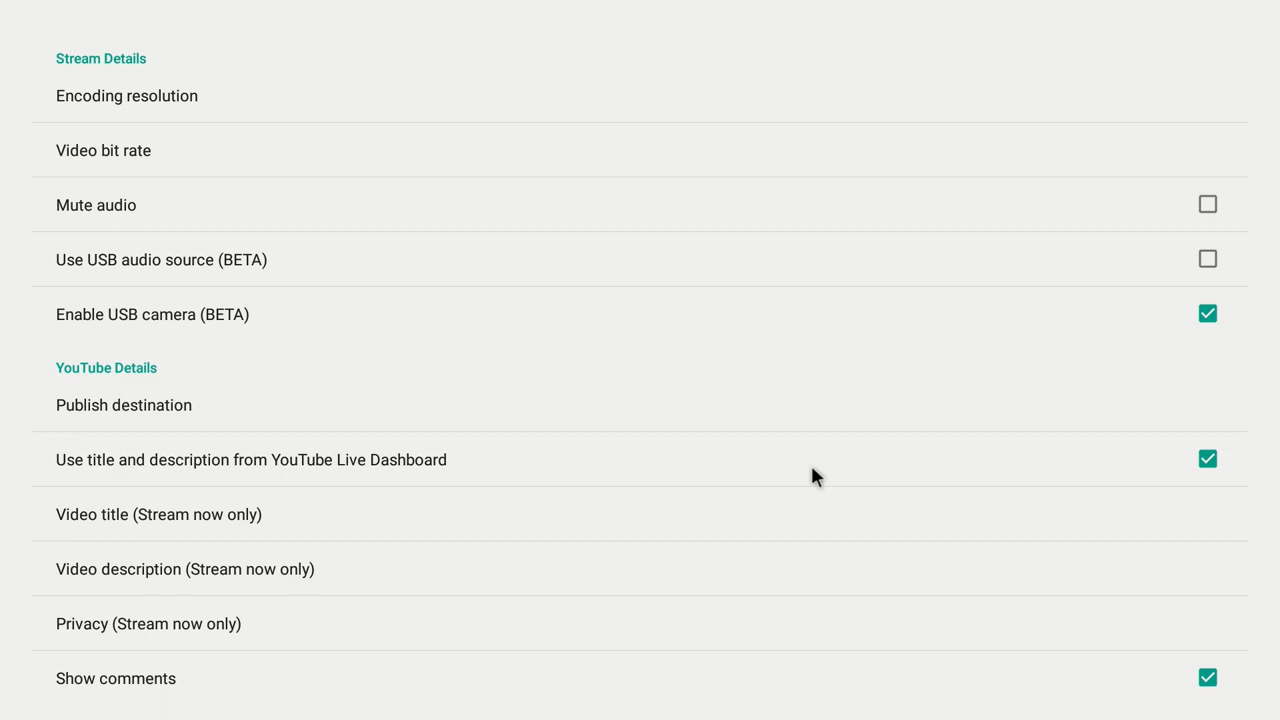 Stream Details
Encoding resolution
Video bit rate
Mute audio
Use USB audio source (BETA)
Enable USB camera (BETA)
YouTube Details
Publish destination
Use title and description from YouTube Live Dashboard
Video title (Stream now only)
Video description (Stream now only)
Privacy (Stream now only)
Show comments